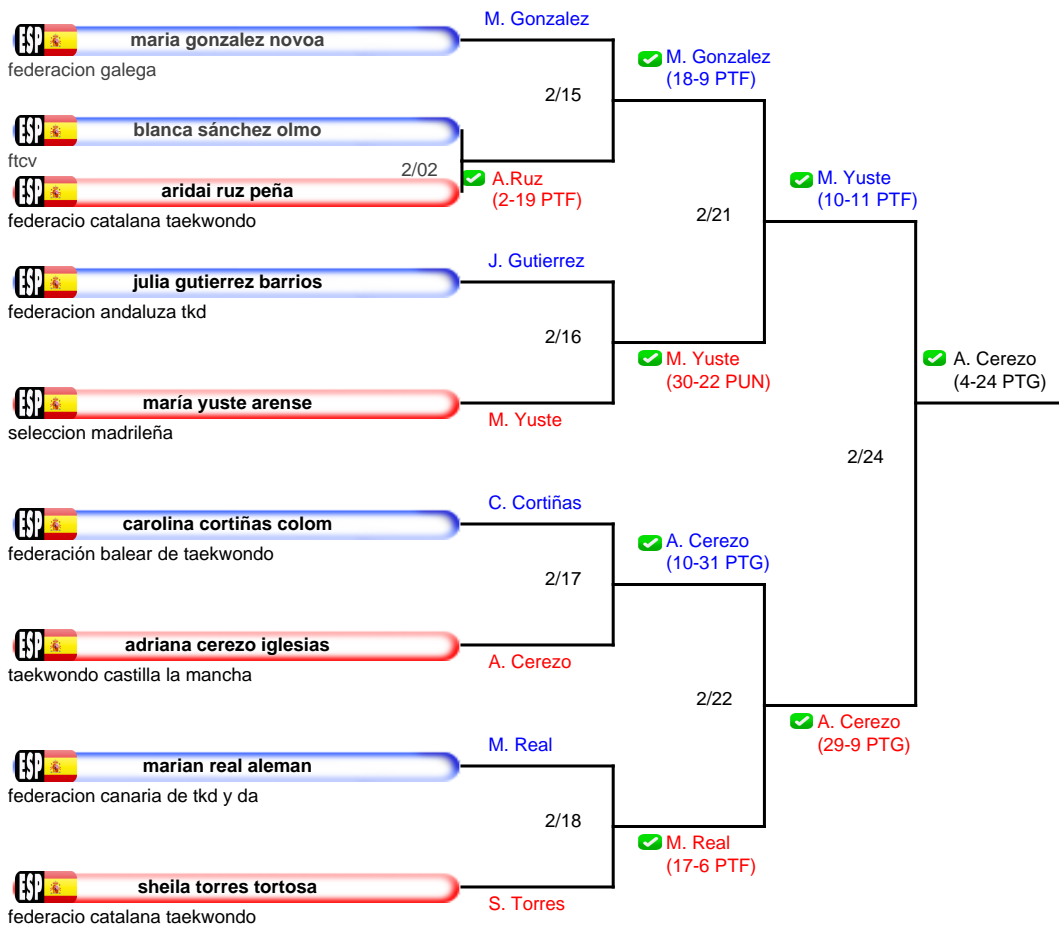 M. Gonzalez
ESP maria gonzalez novoa
federacion galega
M. Gonzalez
(18-9 PTF)
2/15
ESP blanca sánchez olmo
ftcv
2/02
A.Ruz
(2-19 PTF)
ESP aridai ruz peña
federacio catalana taekwondo
M. Yuste
(10-11 PTF)
2/21
J. Gutierrez
ESP julia gutierrez barrios
federacion andaluza tkd
2/16
M. Yuste
(30-22 PUN)
A. Cerezo
(4-24 PTG)
ESP maría yuste arense
M. Yuste
seleccion madrileña
2/24
C. Cortiñas
ESP carolina cortiñas colom
federación balear de taekwondo
A. Cerezo
(10-31 PTG)
2/17
ESP adriana cerezo iglesias
A. Cerezo
taekwondo castilla la mancha
2/22
A. Cerezo
(29-9 PTG)
M. Real
ESP marian real aleman
federacion canaria de tkd y da
2/18
M. Real
(17-6 PTF)
ESP sheila torres tortosa
S. Torres
federacio catalana taekwondo